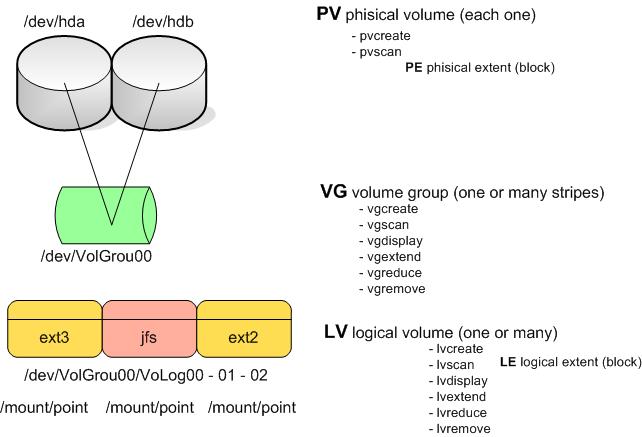 /dev/hda /dev/hdb
PV phisical volume (each one)
- pvcreate
- pvscan
PE phisical extent (block)
VG volume group (one or many stripes)
- vgcreate
- vgscan
- vgdisplay
- vgextend
- vgreduce
- vgremove
/dev/VolGrou00
ext3 jfs ext2
/dev/VolGrou00/VoLog00 - 01 - 02
/mount/point /mount/point /mount/point
LV logical volume (one or many)
- lvcreate
- lvscan
LE logical extent (block)
- lvdisplay
- lvextend
- lvreduce
- lvremove